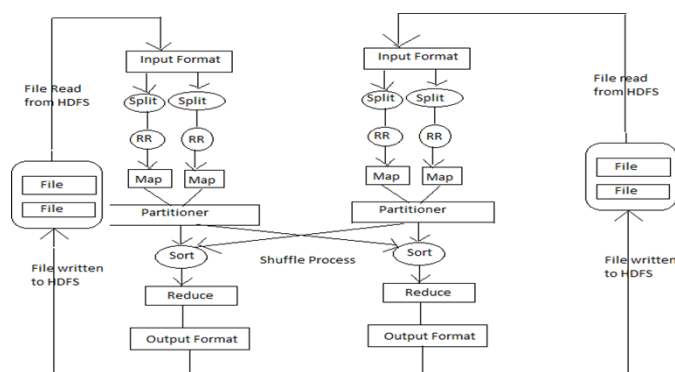 Input Format
Input Format
File Read
from HDFS
File read
from HDFS
Split
Split
Split
Split
RR
RR
RR
RR
Map
Map
Map
Map
File
File
File
File
Partitioner
Partitioner
Sort
Shuffle Process
Sort
File written
to HDFS
File written
to HDFS
Reduce
Reduce
Output Format
Output Format